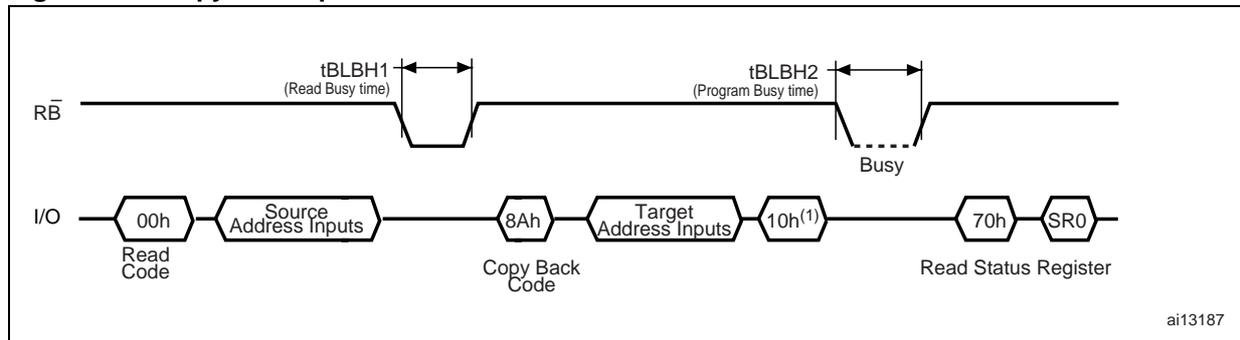 tBLBH1
(Read Busy time)
tBLBH2
(Program Busy time)
RB̅
Busy
I/O
00h
Source
Address Inputs
8Ah
Target
Address Inputs
10h(1)
70h
SR0
Read
Code
Copy Back
Code
Read Status Register
ai13187